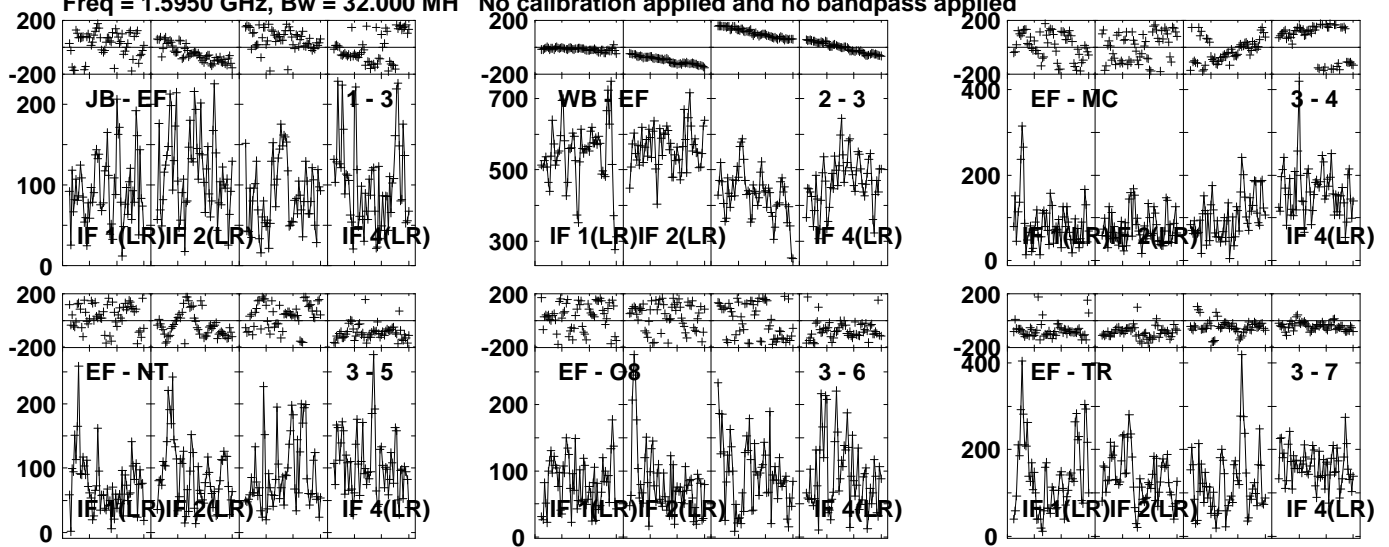 Freq = 1.5950 GHz, Bw = 32.000 MH No calibration applied and no bandpass applied
200
-200
JB - EF
1 - 3
200
100
0
IF 1(LR)
IF 2(LR)
IF 4(LR)
200
-200
WB - EF
2 - 3
700
500
300
IF 1(LR)
IF 2(LR)
IF 4(LR)
200
-200
400
EF - MC
3 - 4
200
0
IF 1(LR)
IF 2(LR)
IF 4(LR)
200
-200
EF - NT
3 - 5
200
100
0
IF 1(LR)
IF 2(LR)
IF 4(LR)
200
-200
EF - O8
3 - 6
200
100
0
IF 1(LR)
IF 2(LR)
IF 4(LR)
200
-200
400
EF - TR
3 - 7
200
0
IF 1(LR)
IF 2(LR)
IF 4(LR)